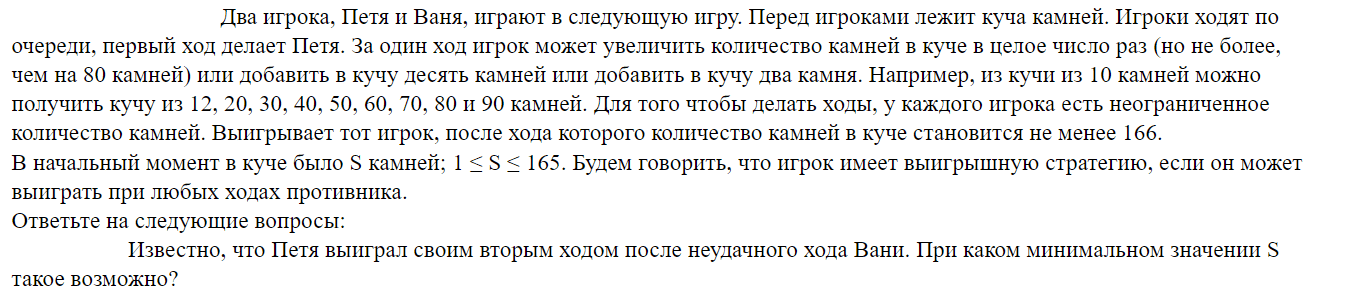 Два игрока, Петя и Ваня, играют в следующую игру. Перед игроками лежит куча камней. Игроки ходят по
очереди, первый ход делает Петя. За один ход игрок может увеличить количество камней в куче в целое число раз (но не более,
чем на 80 камней) или добавить в кучу десять камней или добавить в кучу два камня. Например, из кучи из 10 камней можно
получить кучу из 12, 20, 30, 40, 50, 60, 70, 80 и 90 камней. Для того чтобы делать ходы, у каждого игрока есть неограниченное
количество камней. Выигрывает тот игрок, после хода которого количество камней в куче становится не менее 166.
В начальный момент в куче было S камней; 1 ≤ S ≤ 165. Будем говорить, что игрок имеет выигрышную стратегию, если он может
выиграть при любых ходах противника.
Ответьте на следующие вопросы:
Известно, что Петя выиграл своим вторым ходом после неудачного хода Вани. При каком минимальном значении S
такое возможно?